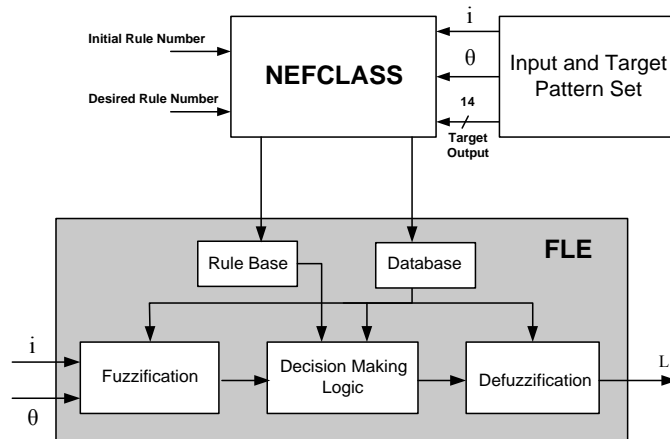 Initial Rule Number
Desired Rule Number
NEFCLASS
i
θ
14
Target
Output
Input and Target
Pattern Set
FLE
Rule Base
Database
i
θ
Fuzzification
Decision Making
Logic
Defuzzification
L